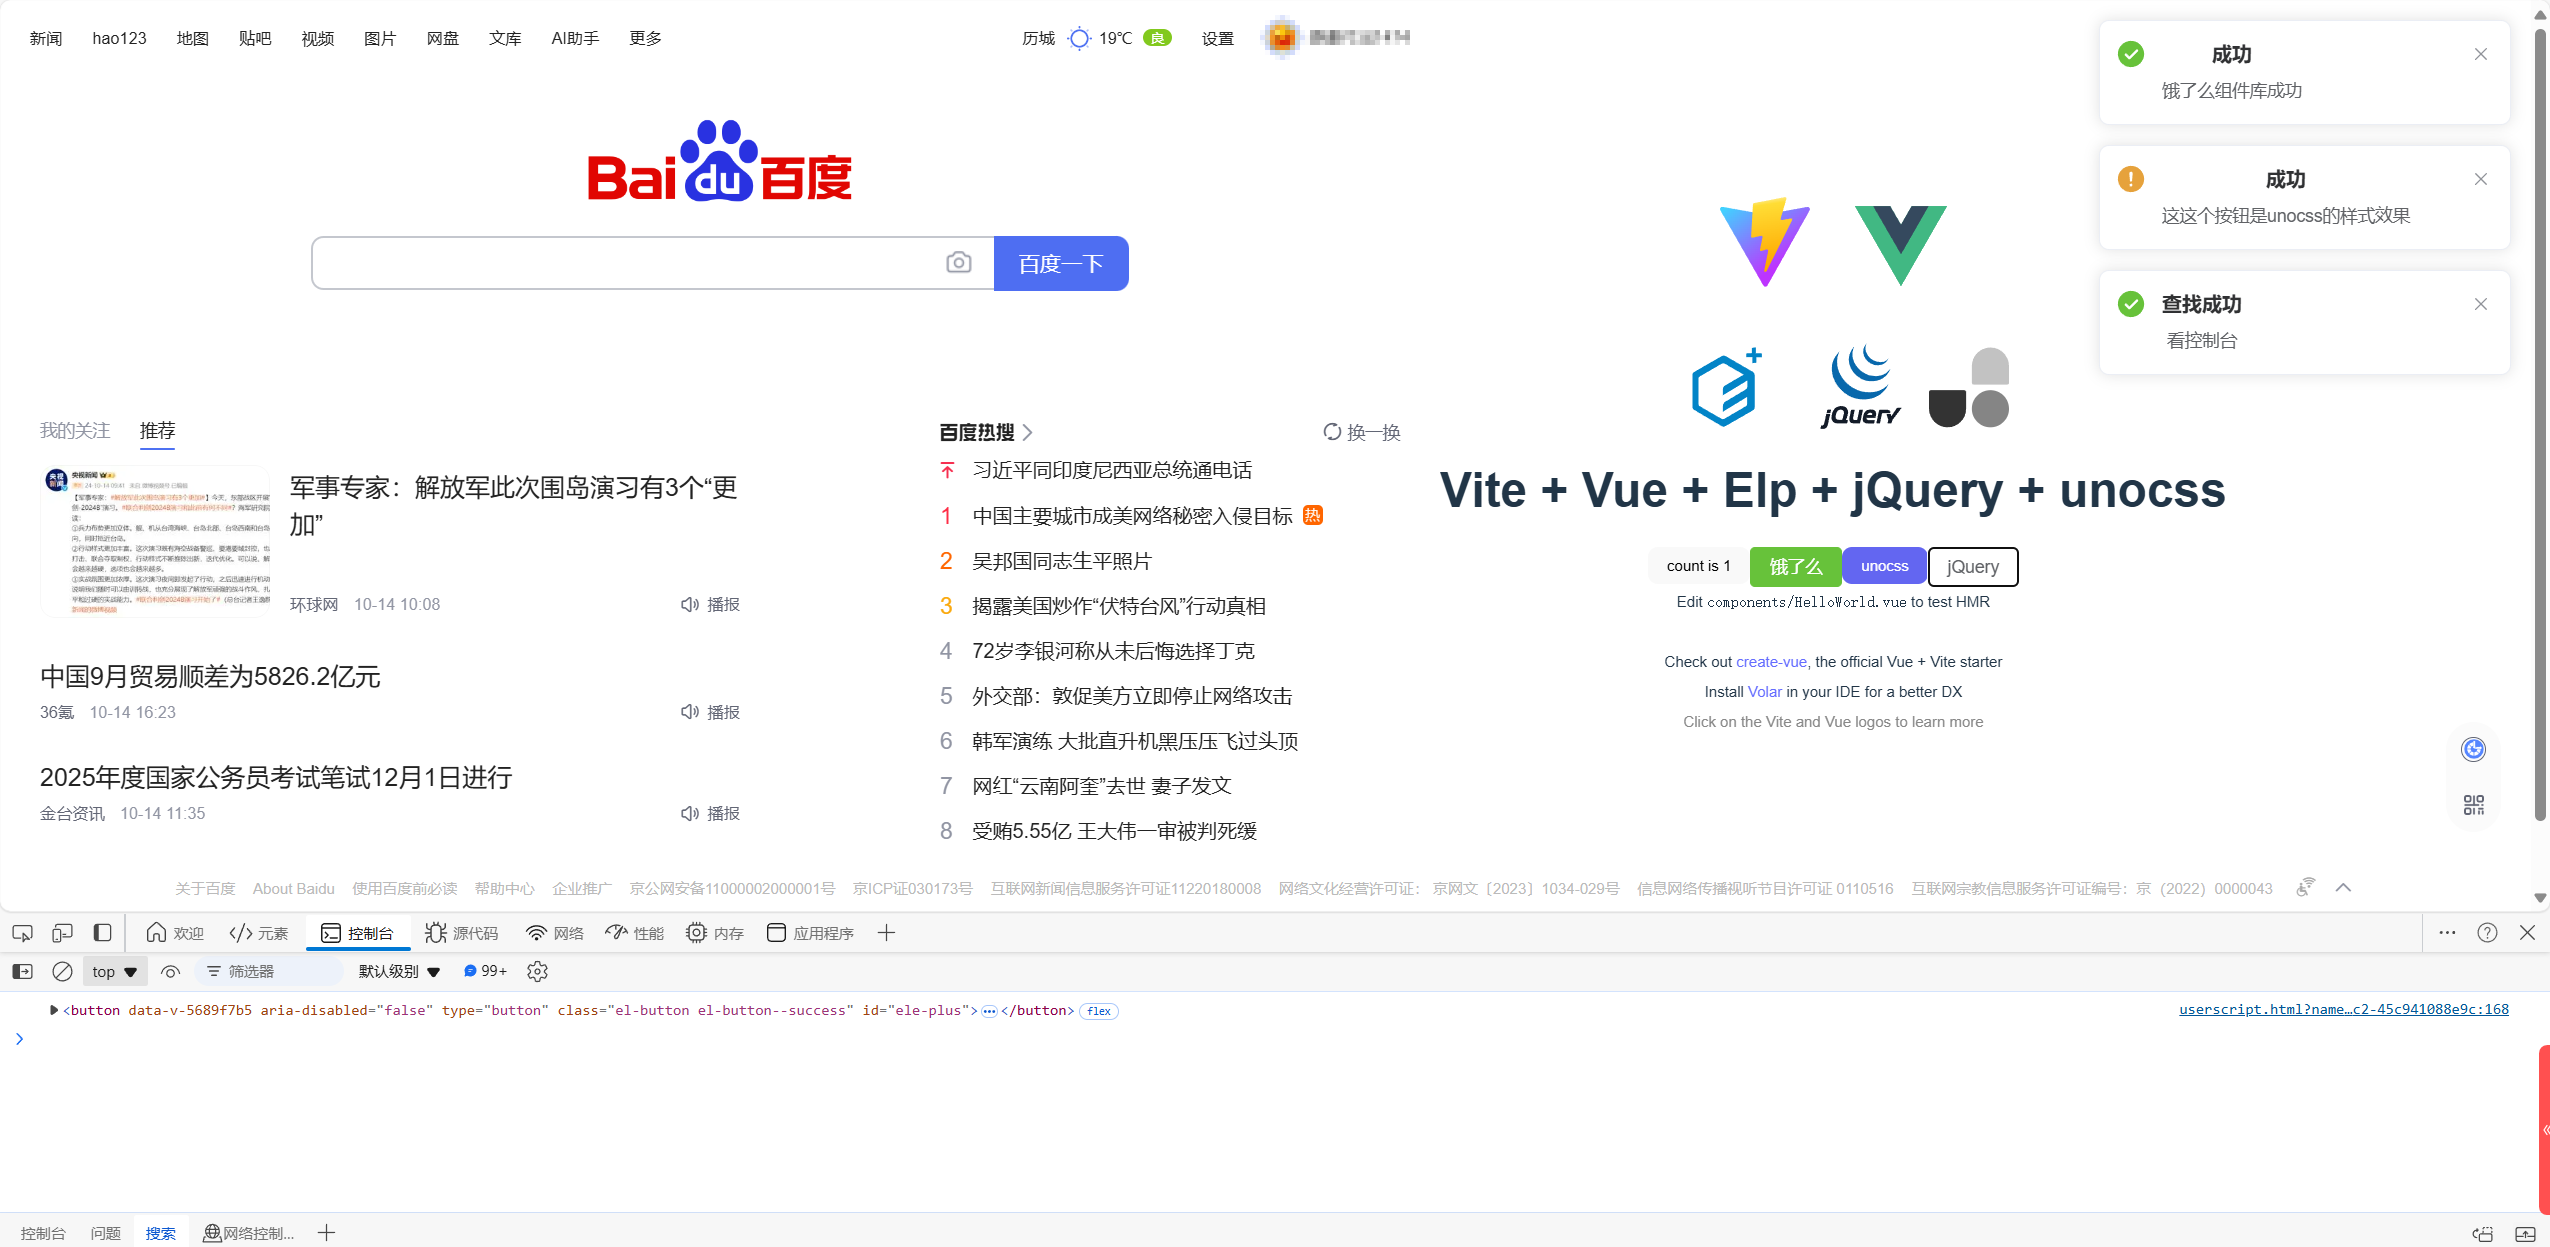 新闻 hao123 地图 贴吧 视频 图片 网盘 文库 AI助手 更多 历城 19℃ 良 设置
成功
饿了么组件库成功
成功
这这个按钮是unocss的样式效果
查找成功
看控制台
Bai du 百度
百度一下
jQuery
Vite + Vue + Elp + jQuery + unocss
count is 1 饿了么 unocss jQuery
Edit components/HelloWorld.vue to test HMR
Check out create-vue, the official Vue + Vite starter
Install Volar in your IDE for a better DX
Click on the Vite and Vue logos to learn more
我的关注 推荐
央视新闻
军事专家：解放军此次围岛演习有3个“更
加”
环球网 10-14 10:08 播报
中国9月贸易顺差为5826.2亿元
36氪 10-14 16:23 播报
2025年度国家公务员考试笔试12月1日进行
金台资讯 10-14 11:35 播报
百度热搜 换一换
习近平同印度尼西亚总统通电话
1 中国主要城市成美网络秘密入侵目标 热
2 吴邦国同志生平照片
3 揭露美国炒作“伏特台风”行动真相
4 72岁李银河称从未后悔选择丁克
5 外交部：敦促美方立即停止网络攻击
6 韩军演练 大批直升机黑压压飞过头顶
7 网红“云南阿奎”去世 妻子发文
8 受贿5.55亿 王大伟一审被判死缓
关于百度 About Baidu 使用百度前必读 帮助中心 企业推广 京公网安备11000002000001号 京ICP证030173号 互联网新闻信息服务许可证11220180008 网络文化经营许可证： 京网文〔2023〕1034-029号 信息网络传播视听节目许可证 0110516 互联网宗教信息服务许可证编号：京（2022）0000043
欢迎 元素 控制台 源代码 网络 性能 内存 应用程序
top 筛选器 默认级别 99+
<button data-v-5689f7b5 aria-disabled="false" type="button" class="el-button el-button--success" id="ele-plus">…</button> flex userscript.html?name…c2-45c941088e9c:168
控制台 问题 搜索 网络控制...